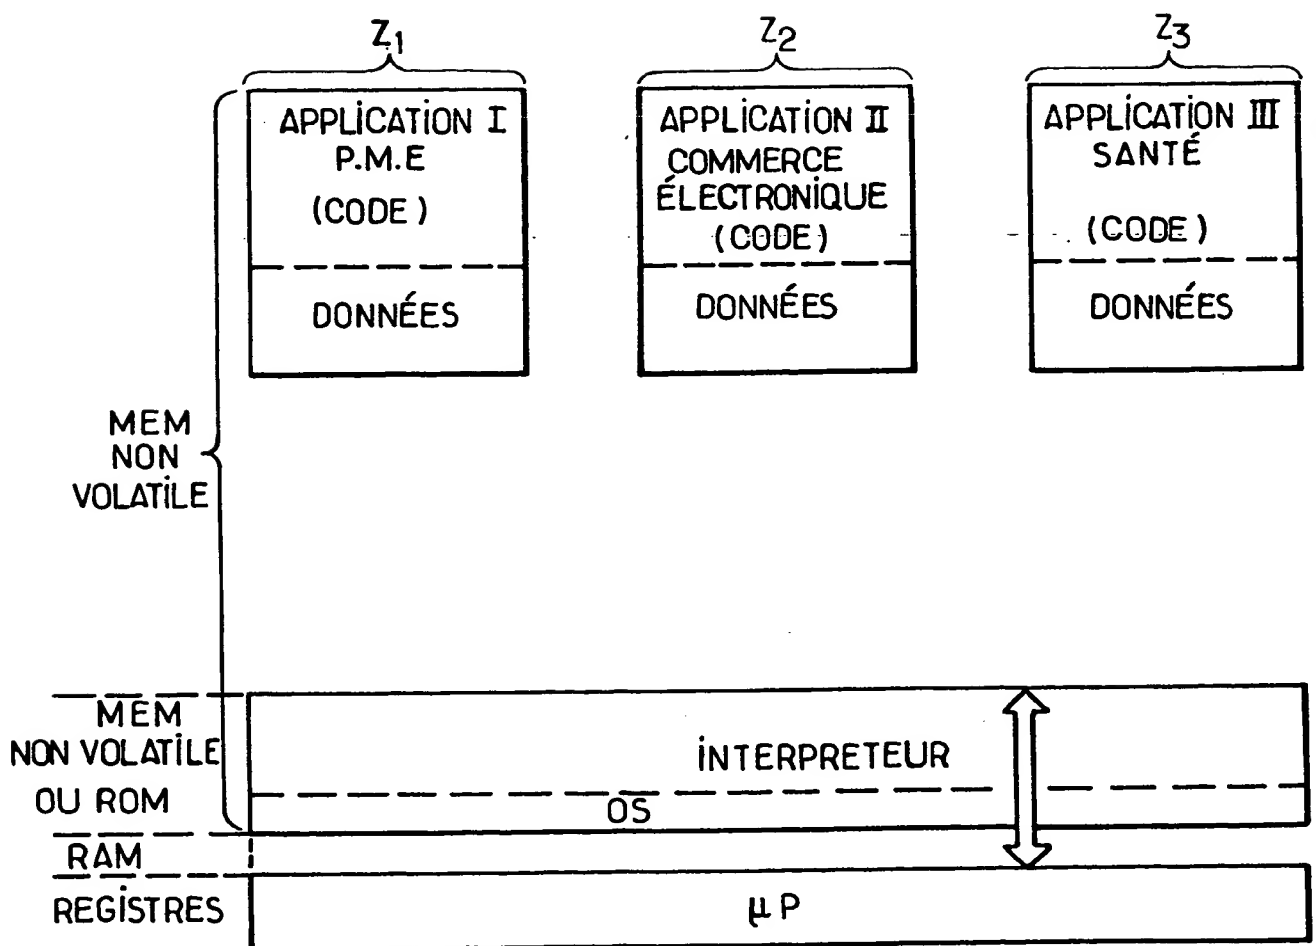 Z1
Z2
Z3
APPLICATION I
P.M.E
(CODE)
DONNÉES
APPLICATION II
COMMERCE
ÉLECTRONIQUE
(CODE)
DONNÉES
APPLICATION III
SANTÉ
(CODE)
DONNÉES
MEM
NON
VOLATILE
MEM
NON VOLATILE
OU ROM
INTERPRETEUR
OS
RAM
REGISTRES
µP